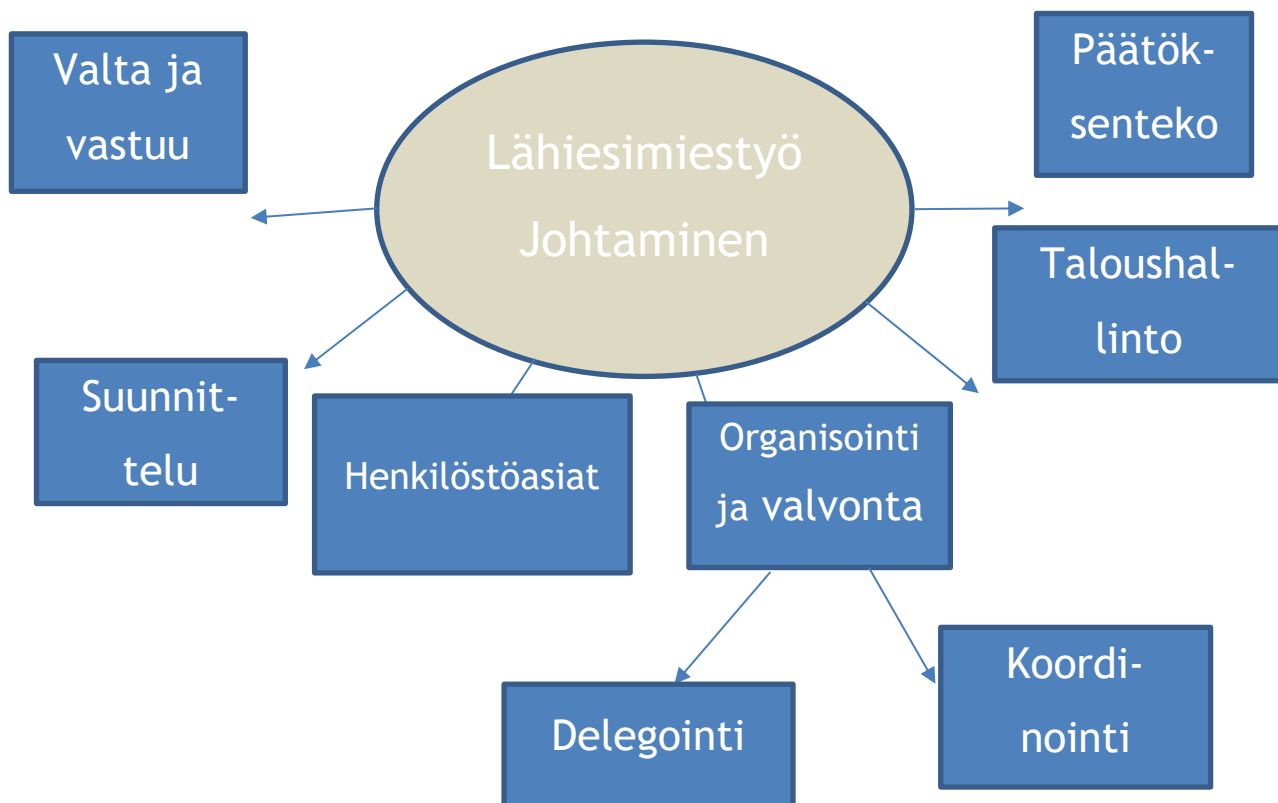 Valta ja
vastuu
Lähiesimiestyö
Johtaminen
Päätök-
senteko
Taloushal-
linto
Suunnit-
telu
Henkilöstöasiat
Organisointi
ja valvonta
Delegointi
Koordi-
nointi